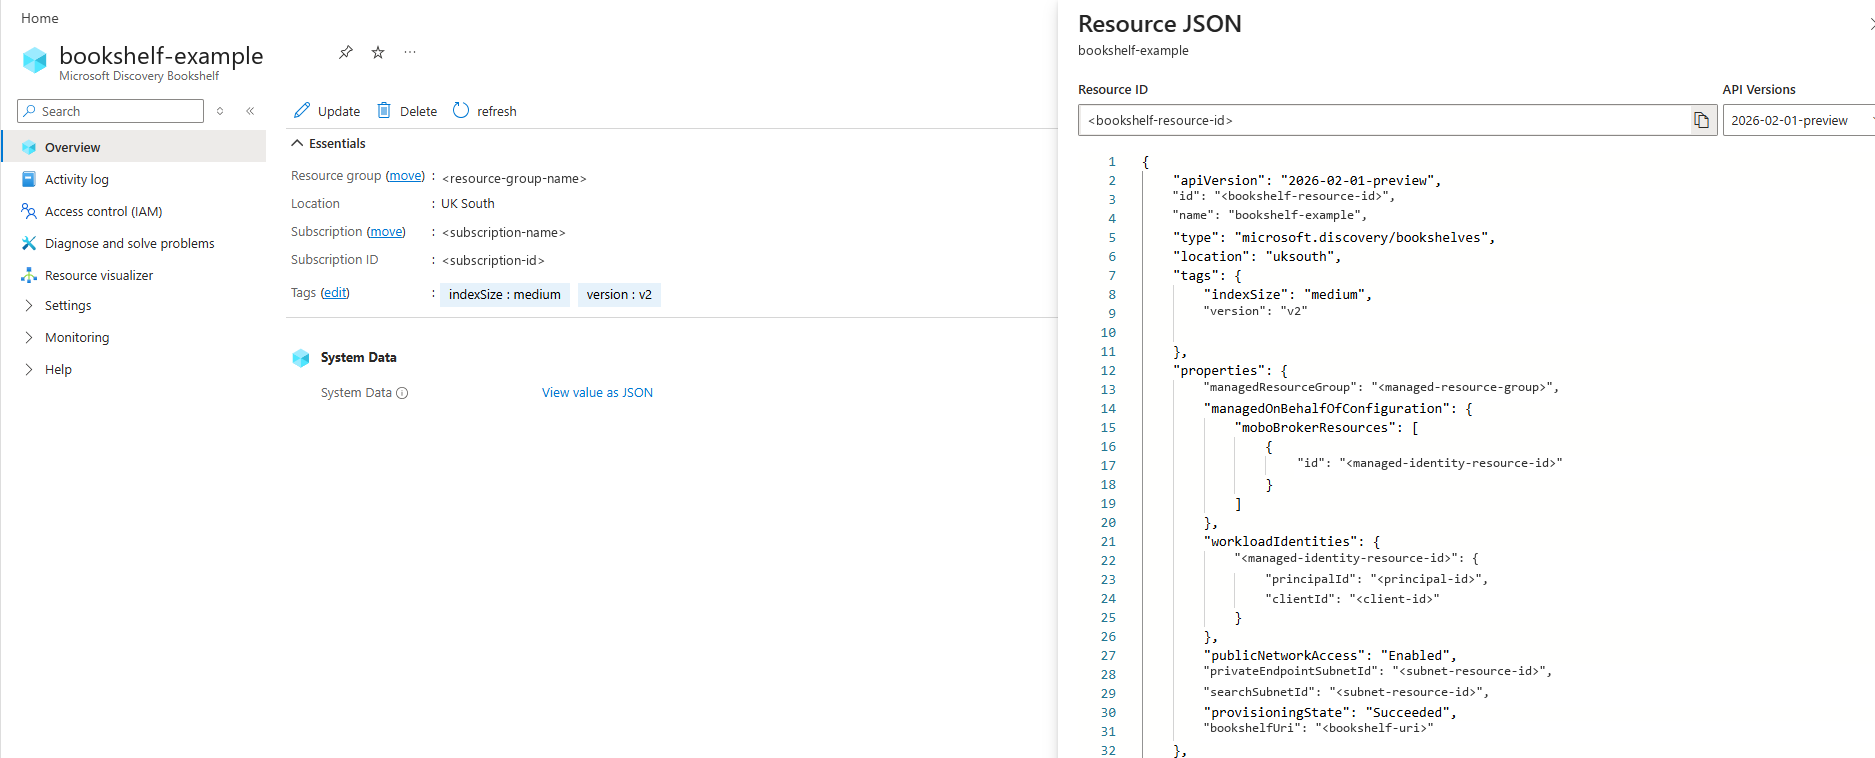 Home
bookshelf-example
Microsoft Discovery Bookshelf
Search
Overview
Activity log
Access control (IAM)
Diagnose and solve problems
Resource visualizer
Settings
Monitoring
Help
Update Delete refresh
Essentials
Resource group (move) : <resource-group-name>
Location : UK South
Subscription (move) : <subscription-name>
Subscription ID : <subscription-id>
Tags (edit) : indexSize : medium version : v2
System Data
System Data View value as JSON
Resource JSON
bookshelf-example
Resource ID API Versions
<bookshelf-resource-id> 2026-02-01-preview
1 {
2 "apiVersion": "2026-02-01-preview",
3 "id": "<bookshelf-resource-id>",
4 "name": "bookshelf-example",
5 "type": "microsoft.discovery/bookshelves",
6 "location": "uksouth",
7 "tags": {
8 "indexSize": "medium",
9 "version": "v2"
10
11 },
12 "properties": {
13 "managedResourceGroup": "<managed-resource-group>",
14 "managedOnBehalfOfConfiguration": {
15 "moboBrokerResources": [
16 {
17 "id": "<managed-identity-resource-id>"
18 }
19 ]
20 },
21 "workloadIdentities": {
22 "<managed-identity-resource-id>": {
23 "principalId": "<principal-id>",
24 "clientId": "<client-id>"
25 }
26 },
27 "publicNetworkAccess": "Enabled",
28 "privateEndpointSubnetId": "<subnet-resource-id>",
29 "searchSubnetId": "<subnet-resource-id>",
30 "provisioningState": "Succeeded",
31 "bookshelfUri": "<bookshelf-uri>"
32 },